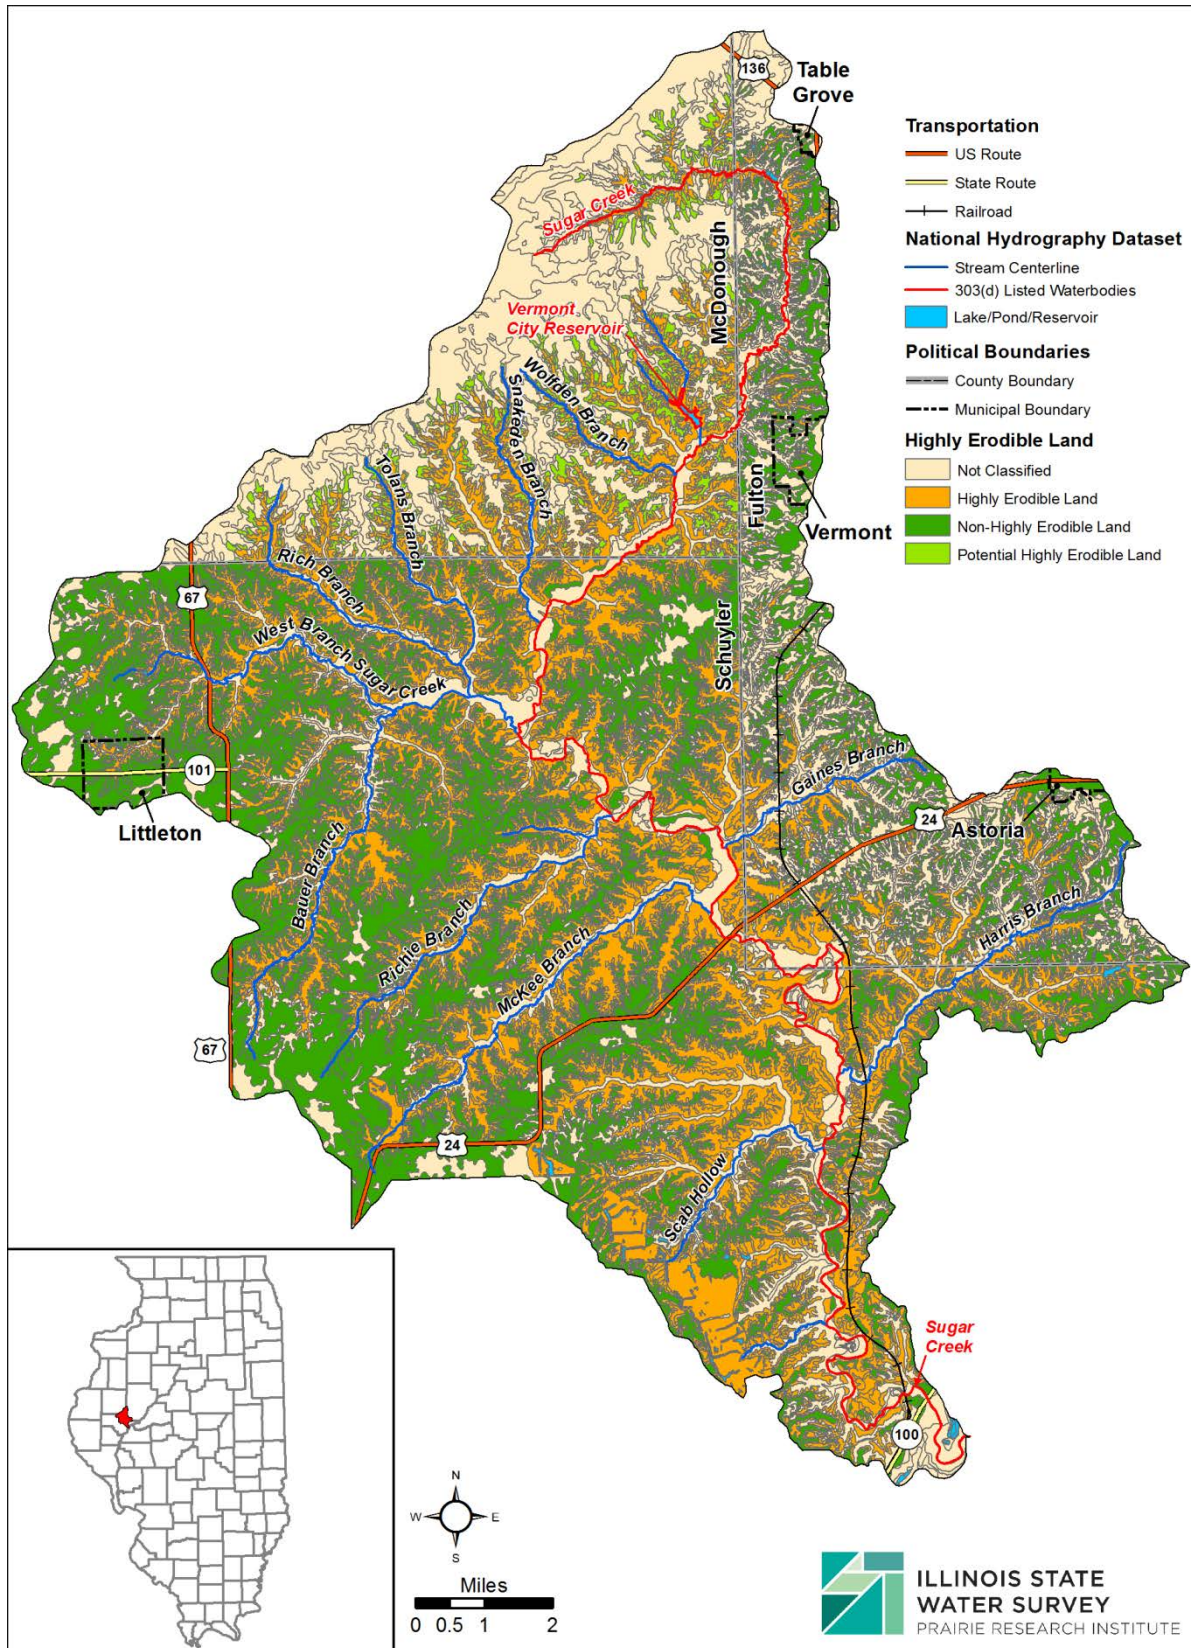 136
Table
Grove
Transportation
US Route
State Route
Railroad
National Hydrography Dataset
Stream Centerline
303(d) Listed Waterbodies
Lake/Pond/Reservoir
Political Boundaries
County Boundary
Municipal Boundary
Highly Erodible Land
Not Classified
Highly Erodible Land
Non-Highly Erodible Land
Potential Highly Erodible Land
Sugar Creek
McDonough
Vermont
City Reservoir
Wolfden Branch
Snakeden Branch
Tolans Branch
Fulton
Vermont
Rich Branch
67
West Branch Sugar Creek
Schuyler
101
Littleton
Gaines Branch
24
Astoria
Bauer Branch
Richie Branch
McKee Branch
Harris Branch
67
24
Scab Hollow
Sugar
Creek
100
N
W
E
S
Miles
0 0.5 1 2
ILLINOIS STATE
WATER SURVEY
PRAIRIE RESEARCH INSTITUTE